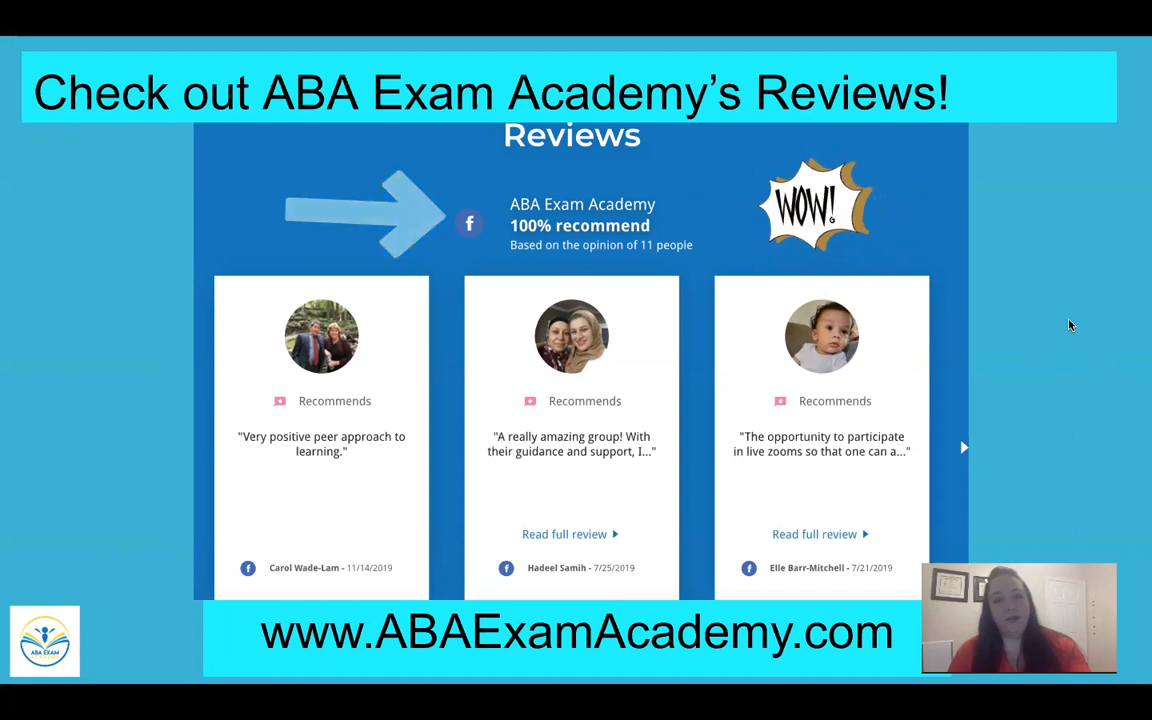 Check out ABA Exam Academy’s Reviews!
Reviews
ABA Exam Academy
100% recommend
Based on the opinion of 11 people
WOW!
Recommends
"Very positive peer approach to
learning."
Carol Wade-Lam - 11/14/2019
Recommends
"A really amazing group! With
their guidance and support, I..."
Read full review
Hadeel Samih - 7/25/2019
Recommends
"The opportunity to participate
in live zooms so that one can a..."
Read full review
Elle Barr-Mitchell - 7/21/2019
www.ABAExamAcademy.com
ABA EXAM